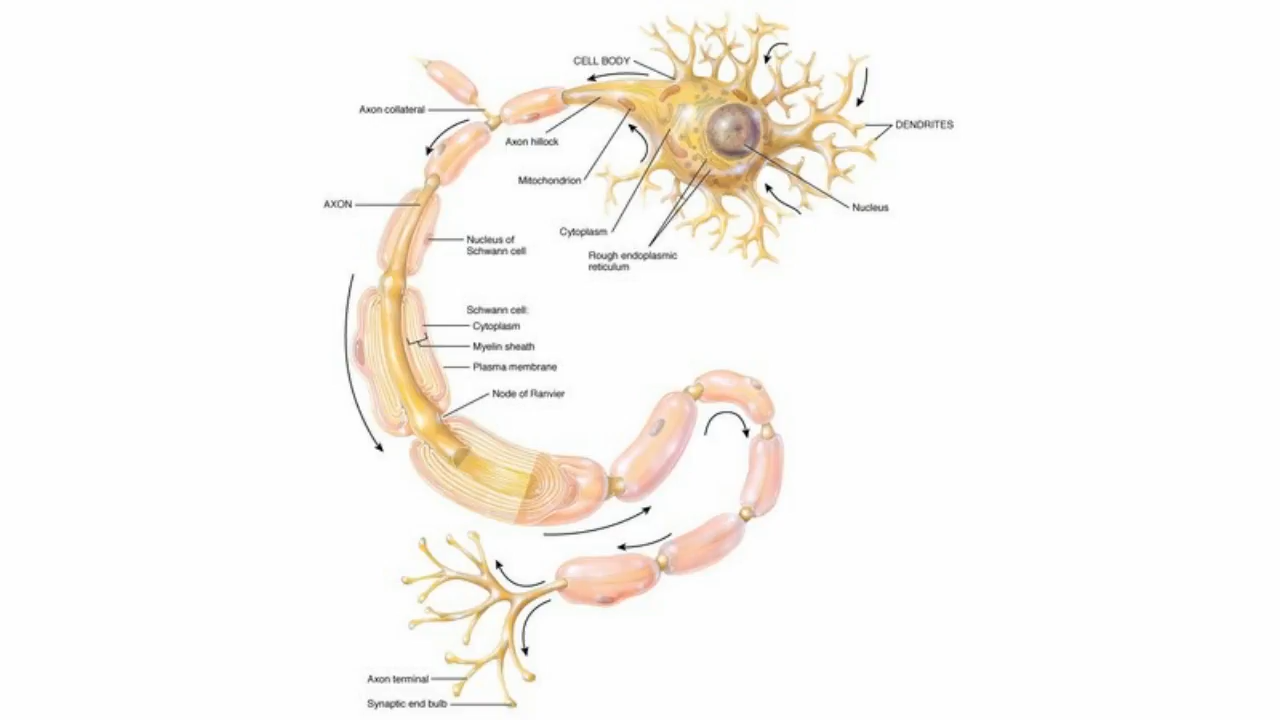 CELL BODY
Axon collateral
DENDRITES
Axon hillock
Mitochondrion
AXON
Nucleus
Cytoplasm
Nucleus of
Schwann cell
Rough endoplasmic
reticulum
Schwann cell:
Cytoplasm
Myelin sheath
Plasma membrane
Node of Ranvier
Axon terminal
Synaptic end bulb